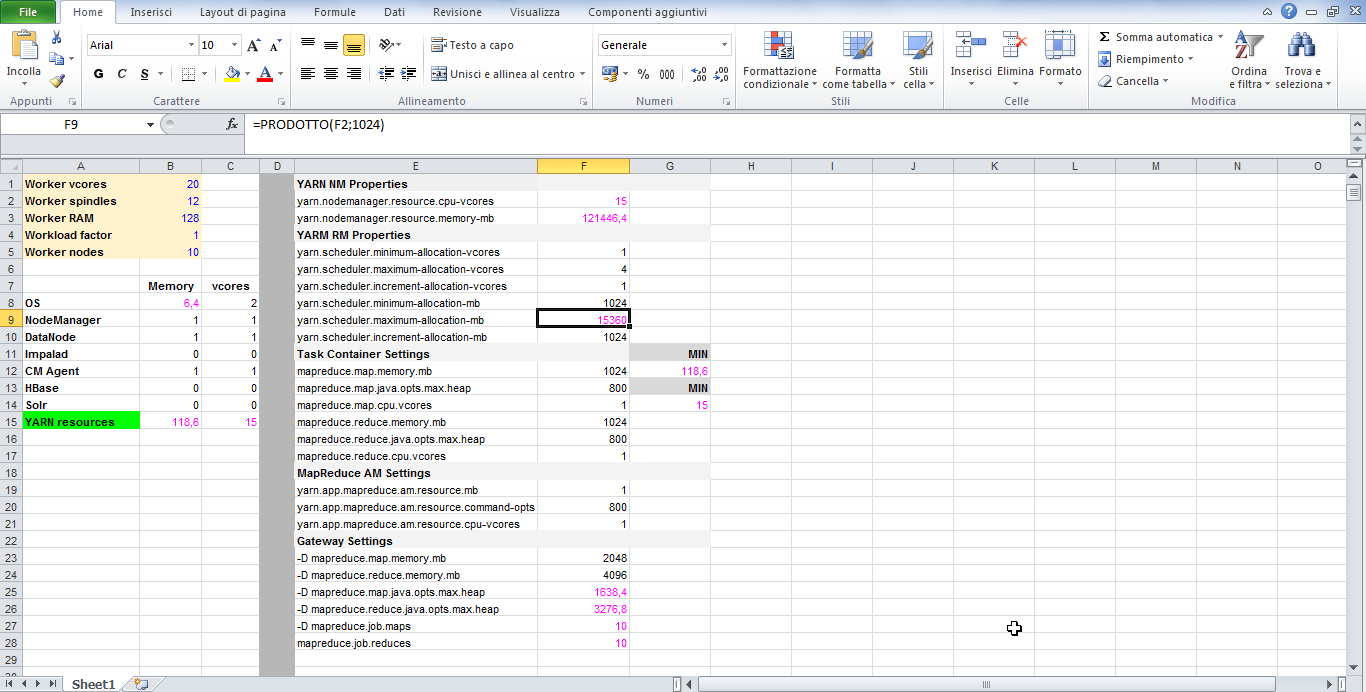 File Home Inserisci Layout di pagina Formule Dati Revisione Visualizza Componenti aggiuntivi
Incolla
Appunti
Arial 10
G C S
Carattere
Testo a capo
Unisci e allinea al centro
Allineamento
Generale
% 000
Numeri
Formattazione condizionale
Formatta come tabella
Stili cella
Stili
Inserisci Elimina Formato
Celle
Somma automatica
Riempimento
Cancella
Ordina e filtra
Trova e seleziona
Modifica
F9 fx =PRODOTTO(F2;1024)
A B C D E F G H I J K L M N O
1 Worker vcores 20 YARN NM Properties
2 Worker spindles 12 yarn.nodemanager.resource.cpu-vcores 15
3 Worker RAM 128 yarn.nodemanager.resource.memory-mb 121446,4
4 Workload factor 1 YARM RM Properties
5 Worker nodes 10 yarn.scheduler.minimum-allocation-vcores 1
6 yarn.scheduler.maximum-allocation-vcores 4
7 Memory vcores yarn.scheduler.increment-allocation-vcores 1
8 OS 6,4 2 yarn.scheduler.minimum-allocation-mb 1024
9 NodeManager 1 1 yarn.scheduler.maximum-allocation-mb 15360
10 DataNode 1 1 yarn.scheduler.increment-allocation-mb 1024
11 Impalad 0 0 Task Container Settings MIN
12 CM Agent 1 1 mapreduce.map.memory.mb 1024 118,6
13 HBase 0 0 mapreduce.map.java.opts.max.heap 800 MIN
14 Solr 0 0 mapreduce.map.cpu.vcores 1 15
15 YARN resources 118,6 15 mapreduce.reduce.memory.mb 1024
16 mapreduce.reduce.java.opts.max.heap 800
17 mapreduce.reduce.cpu.vcores 1
18 MapReduce AM Settings
19 yarn.app.mapreduce.am.resource.mb 1
20 yarn.app.mapreduce.am.resource.command-opts 800
21 yarn.app.mapreduce.am.resource.cpu-vcores 1
22 Gateway Settings
23 -D mapreduce.map.memory.mb 2048
24 -D mapreduce.reduce.memory.mb 4096
25 -D mapreduce.map.java.opts.max.heap 1638,4
26 -D mapreduce.reduce.java.opts.max.heap 3276,8
27 -D mapreduce.job.maps 10
28 mapreduce.job.reduces 10
29
Sheet1